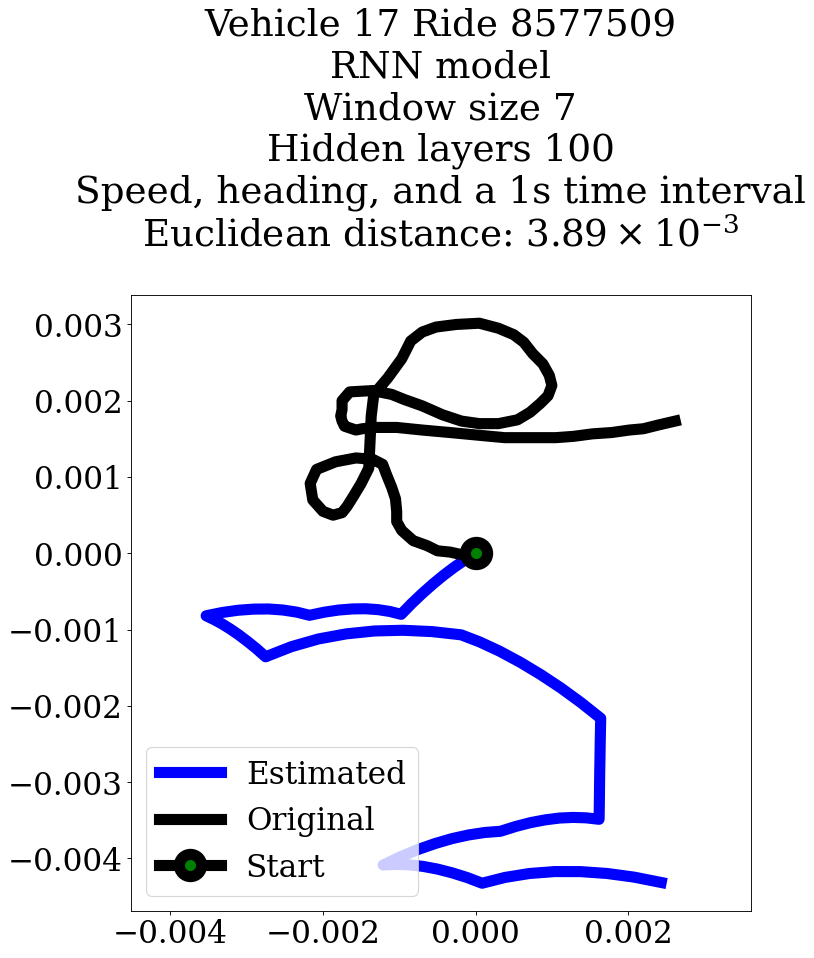 Vehicle 17 Ride 8577509
RNN model
Window size 7
Hidden layers 100
Speed, heading, and a 1s time interval
Euclidean distance: 3.89 × 10⁻³
0.003
0.002
0.001
0.000
−0.001
−0.002
−0.003
−0.004
Estimated
Original
Start
−0.004 −0.002 0.000 0.002